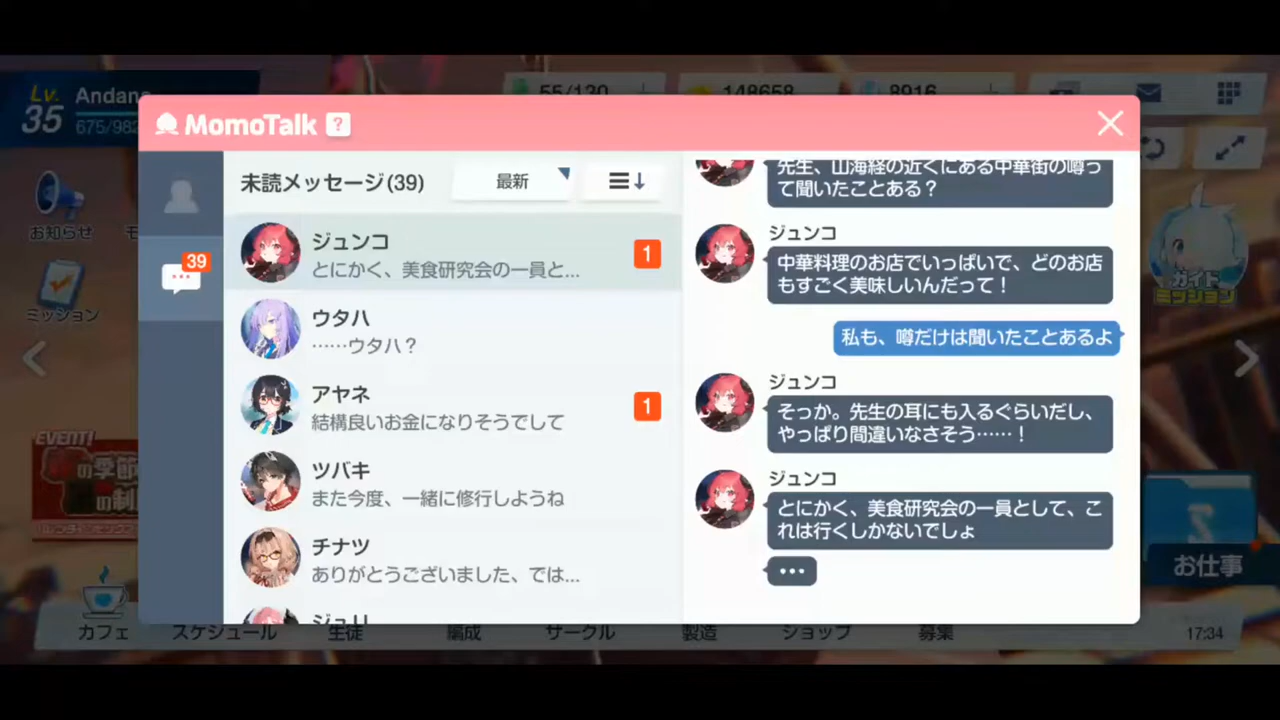 Lv.
35
Andana
675/982
55/130
148658
8916
MomoTalk ?
お知らせ
ミッション
39
未読メッセージ(39)
最新
ジュンコ
とにかく、美食研究会の一員と...
1
ウタハ
……ウタハ？
アヤネ
結構良いお金になりそうでして
1
ツバキ
また今度、一緒に修行しようね
チナツ
ありがとうございました、では...
ジュリ
先生、山海経の近くにある中華街の噂っ
て聞いたことある？
ジュンコ
中華料理のお店でいっぱいで、どのお店
もすごく美味しいんだって！
私も、噂だけは聞いたことあるよ
ジュンコ
そっか。先生の耳にも入るぐらいだし、
やっぱり間違いなさそう……！
ジュンコ
とにかく、美食研究会の一員として、こ
れは行くしかないでしょ
•••
ガイド
ミッション
EVENT!
の季節
の制
お仕事
カフェ
スケジュール
生徒
編成
サークル
製造
ショップ
募集
17:34